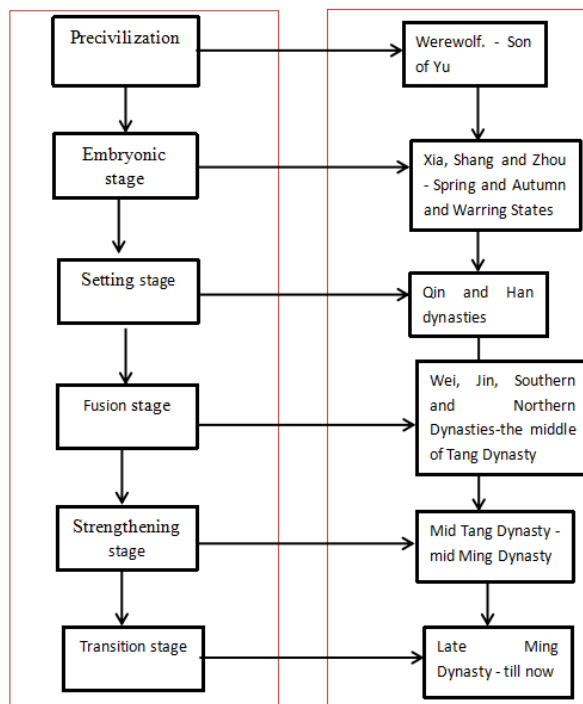 Precivilization
Werewolf. - Son
of Yu
Embryonic
stage
Xia, Shang and Zhou
- Spring and Autumn
and Warring States
Setting stage
Qin and Han
dynasties
Fusion stage
Wei, Jin, Southern
and Northern
Dynasties-the middle
of Tang Dynasty
Strengthening
stage
Mid Tang Dynasty -
mid Ming Dynasty
Transition stage
Late Ming
Dynasty - till now